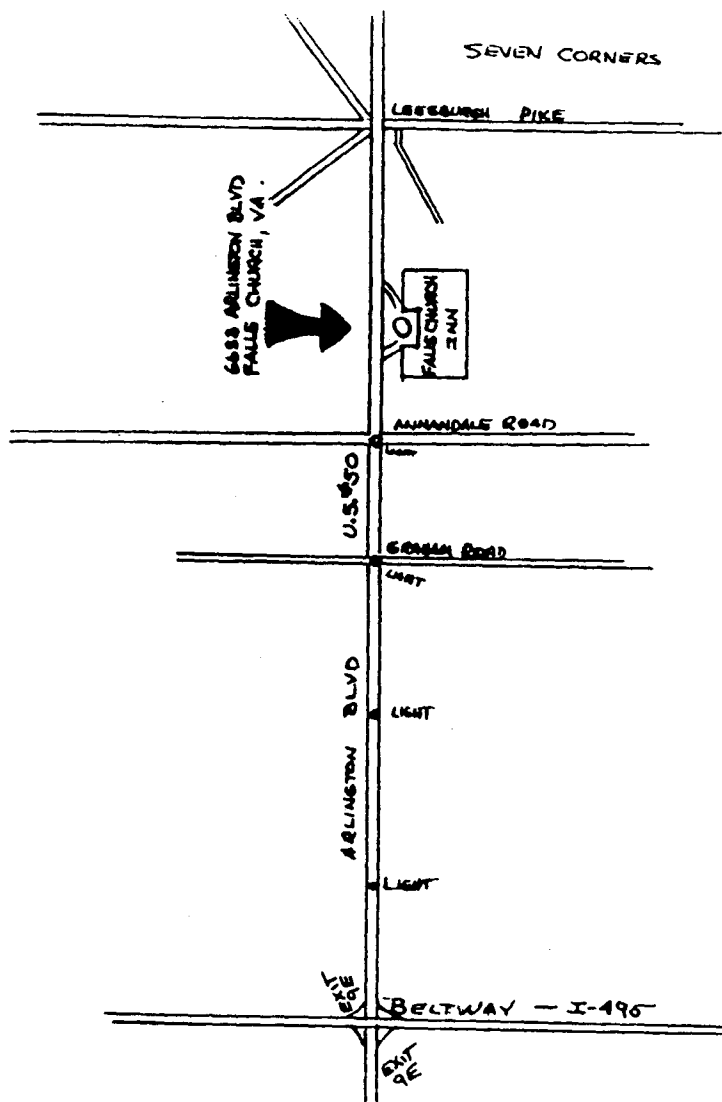 SEVEN CORNERS
LEESBURGH PIKE
6633 ARLINGTON BLVD
FALLS CHURCH, VA.
FALLS CHURCH
INN
ANNANDALE ROAD
LIGHT
U.S. #50
GRAHAM ROAD
LIGHT
ARLINGTON BLVD
LIGHT
LIGHT
EXIT
9E
BELTWAY — I-495
EXIT
9E